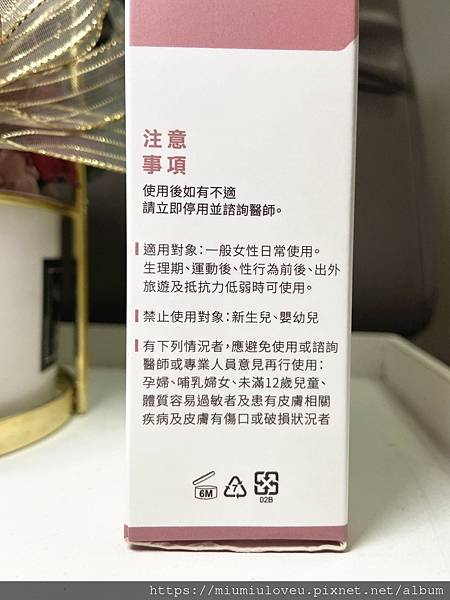 注意
事項
使用後如有不適
請立即停用並諮詢醫師。
適用對象：一般女性日常使用。
生理期、運動後、性行為前後、出外
旅遊及抵抗力低弱時可使用。
禁止使用對象：新生兒、嬰幼兒
有下列情況者，應避免使用或諮詢
醫師或專業人員意見再行使用：
孕婦、哺乳婦女、未滿12歲兒童、
體質容易過敏者及患有皮膚相關
疾病及皮膚有傷口或破損狀況者
6M
7
02B
https://miumiuloveu.pixnet.net/album